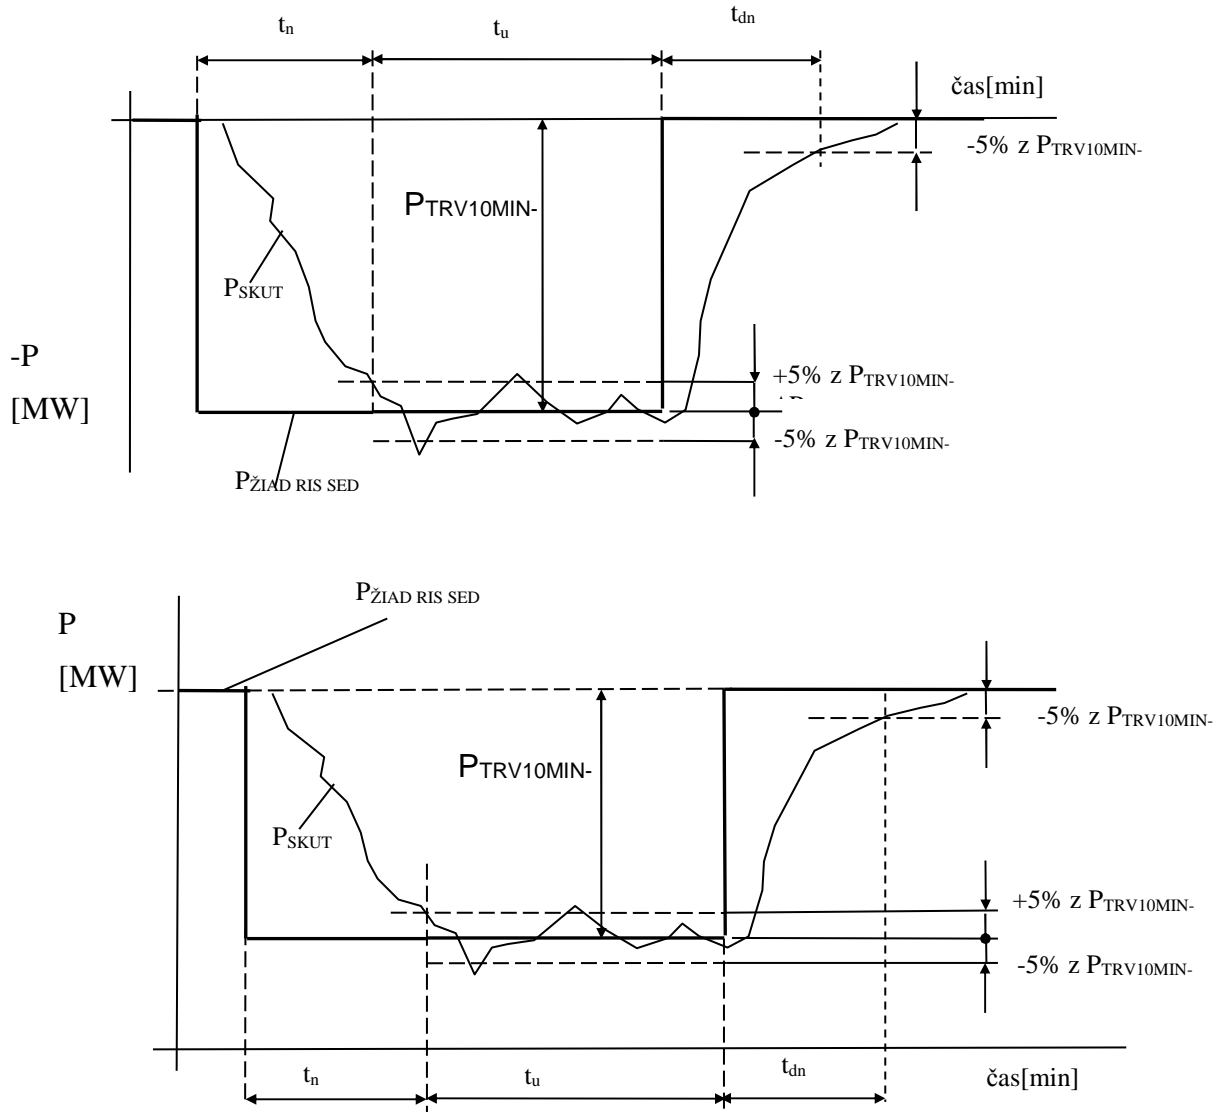 tn
tu
tdn
čas[min]
-5% z PTRV10MIN-
PTRV10MIN-
PSKUT
-P
[MW]
+5% z PTRV10MIN-
-5% z PTRV10MIN-
PŽIAD RIS SED
PŽIAD RIS SED
P
[MW]
-5% z PTRV10MIN-
PTRV10MIN-
PSKUT
+5% z PTRV10MIN-
-5% z PTRV10MIN-
tn
tu
tdn
čas[min]